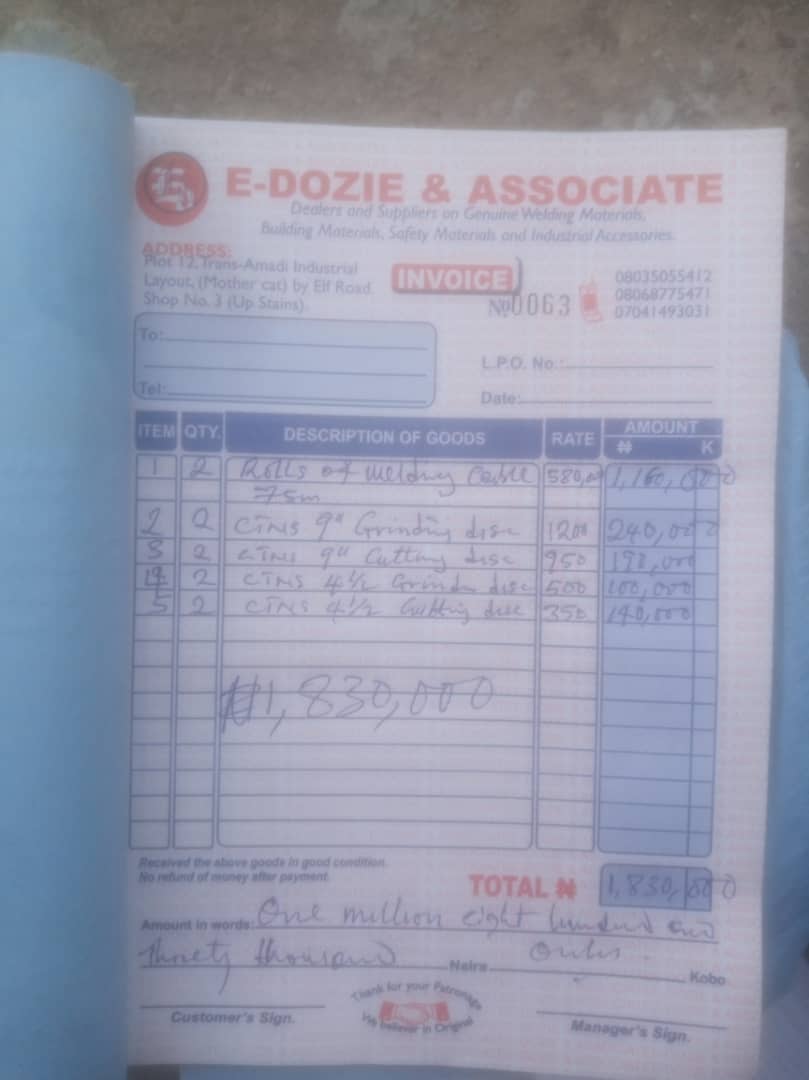 E-DOZIE & ASSOCIATE
Dealers and Suppliers on Genuine Welding Materials,
Building Materials, Safety Materials and Industrial Accessories.
ADDRESS:
Plot 12, Trans-Amadi Industrial
Layout, (Mother cat) by Elf Road.
Shop No. 3 (Up Stairs).
INVOICE
No 0063
08035055412
08068775471
07041493031
To:
Tel:
L.P.O. No.:
Date:
ITEM QTY. DESCRIPTION OF GOODS RATE AMOUNT
₦ K
1 2 Rolls of welding cable 580,00 1,160,000
75m
2 2 CTNS 9" Grinding disc 1200 240,000
3 2 CTNS 9" Cutting disc 950 190,000
4 2 CTNS 4½ Grindin disc 500 100,000
5 2 CTNS 4½ Cutting disc 350 140,000
₦1,830,000
Received the above goods in good condition.
No refund of money after payment.
TOTAL ₦ 1,830,000
Amount in words: One million eight hundred and
thirety thousand Naira Only. Kobo
Customer's Sign.
Thank for your Patronage
We believer in Original
Manager's Sign.